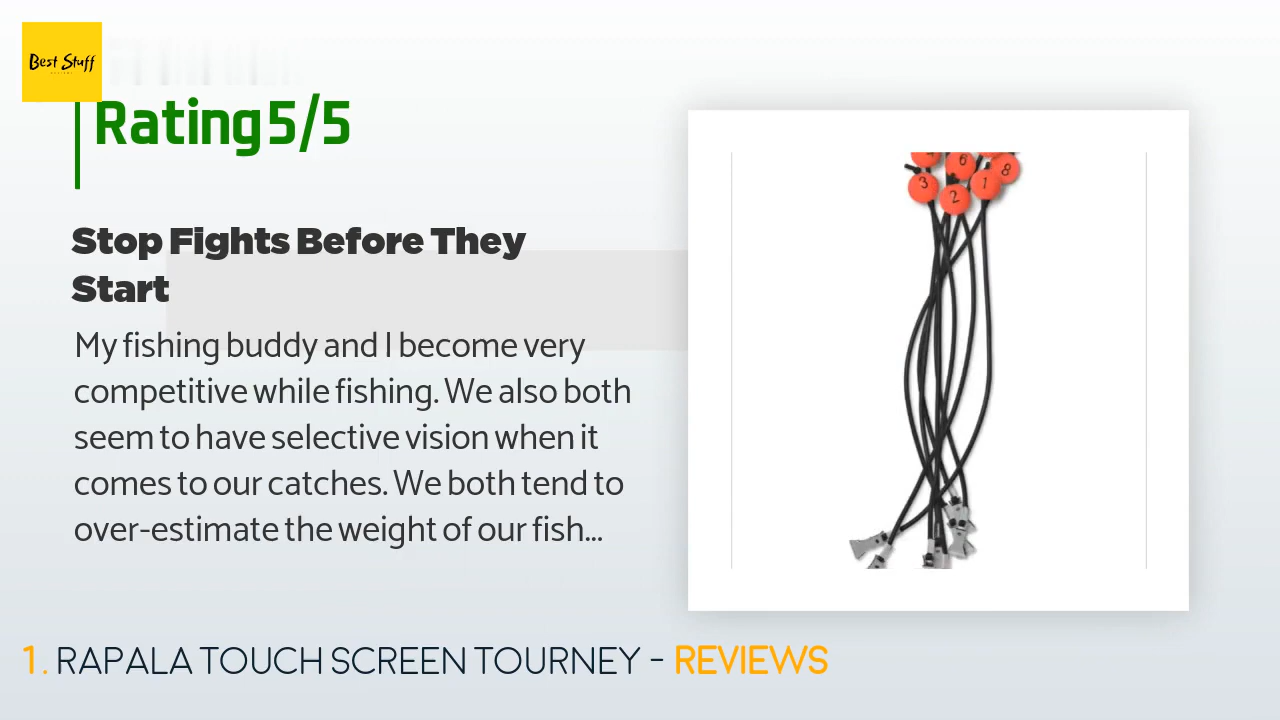 Best Stuff
Rating 5/5
Stop Fights Before They
Start
My fishing buddy and I become very
competitive while fishing. We also both
seem to have selective vision when it
comes to our catches. We both tend to
over-estimate the weight of our fish...
6
8
3
2
1
1. RAPALA TOUCH SCREEN TOURNEY - REVIEWS